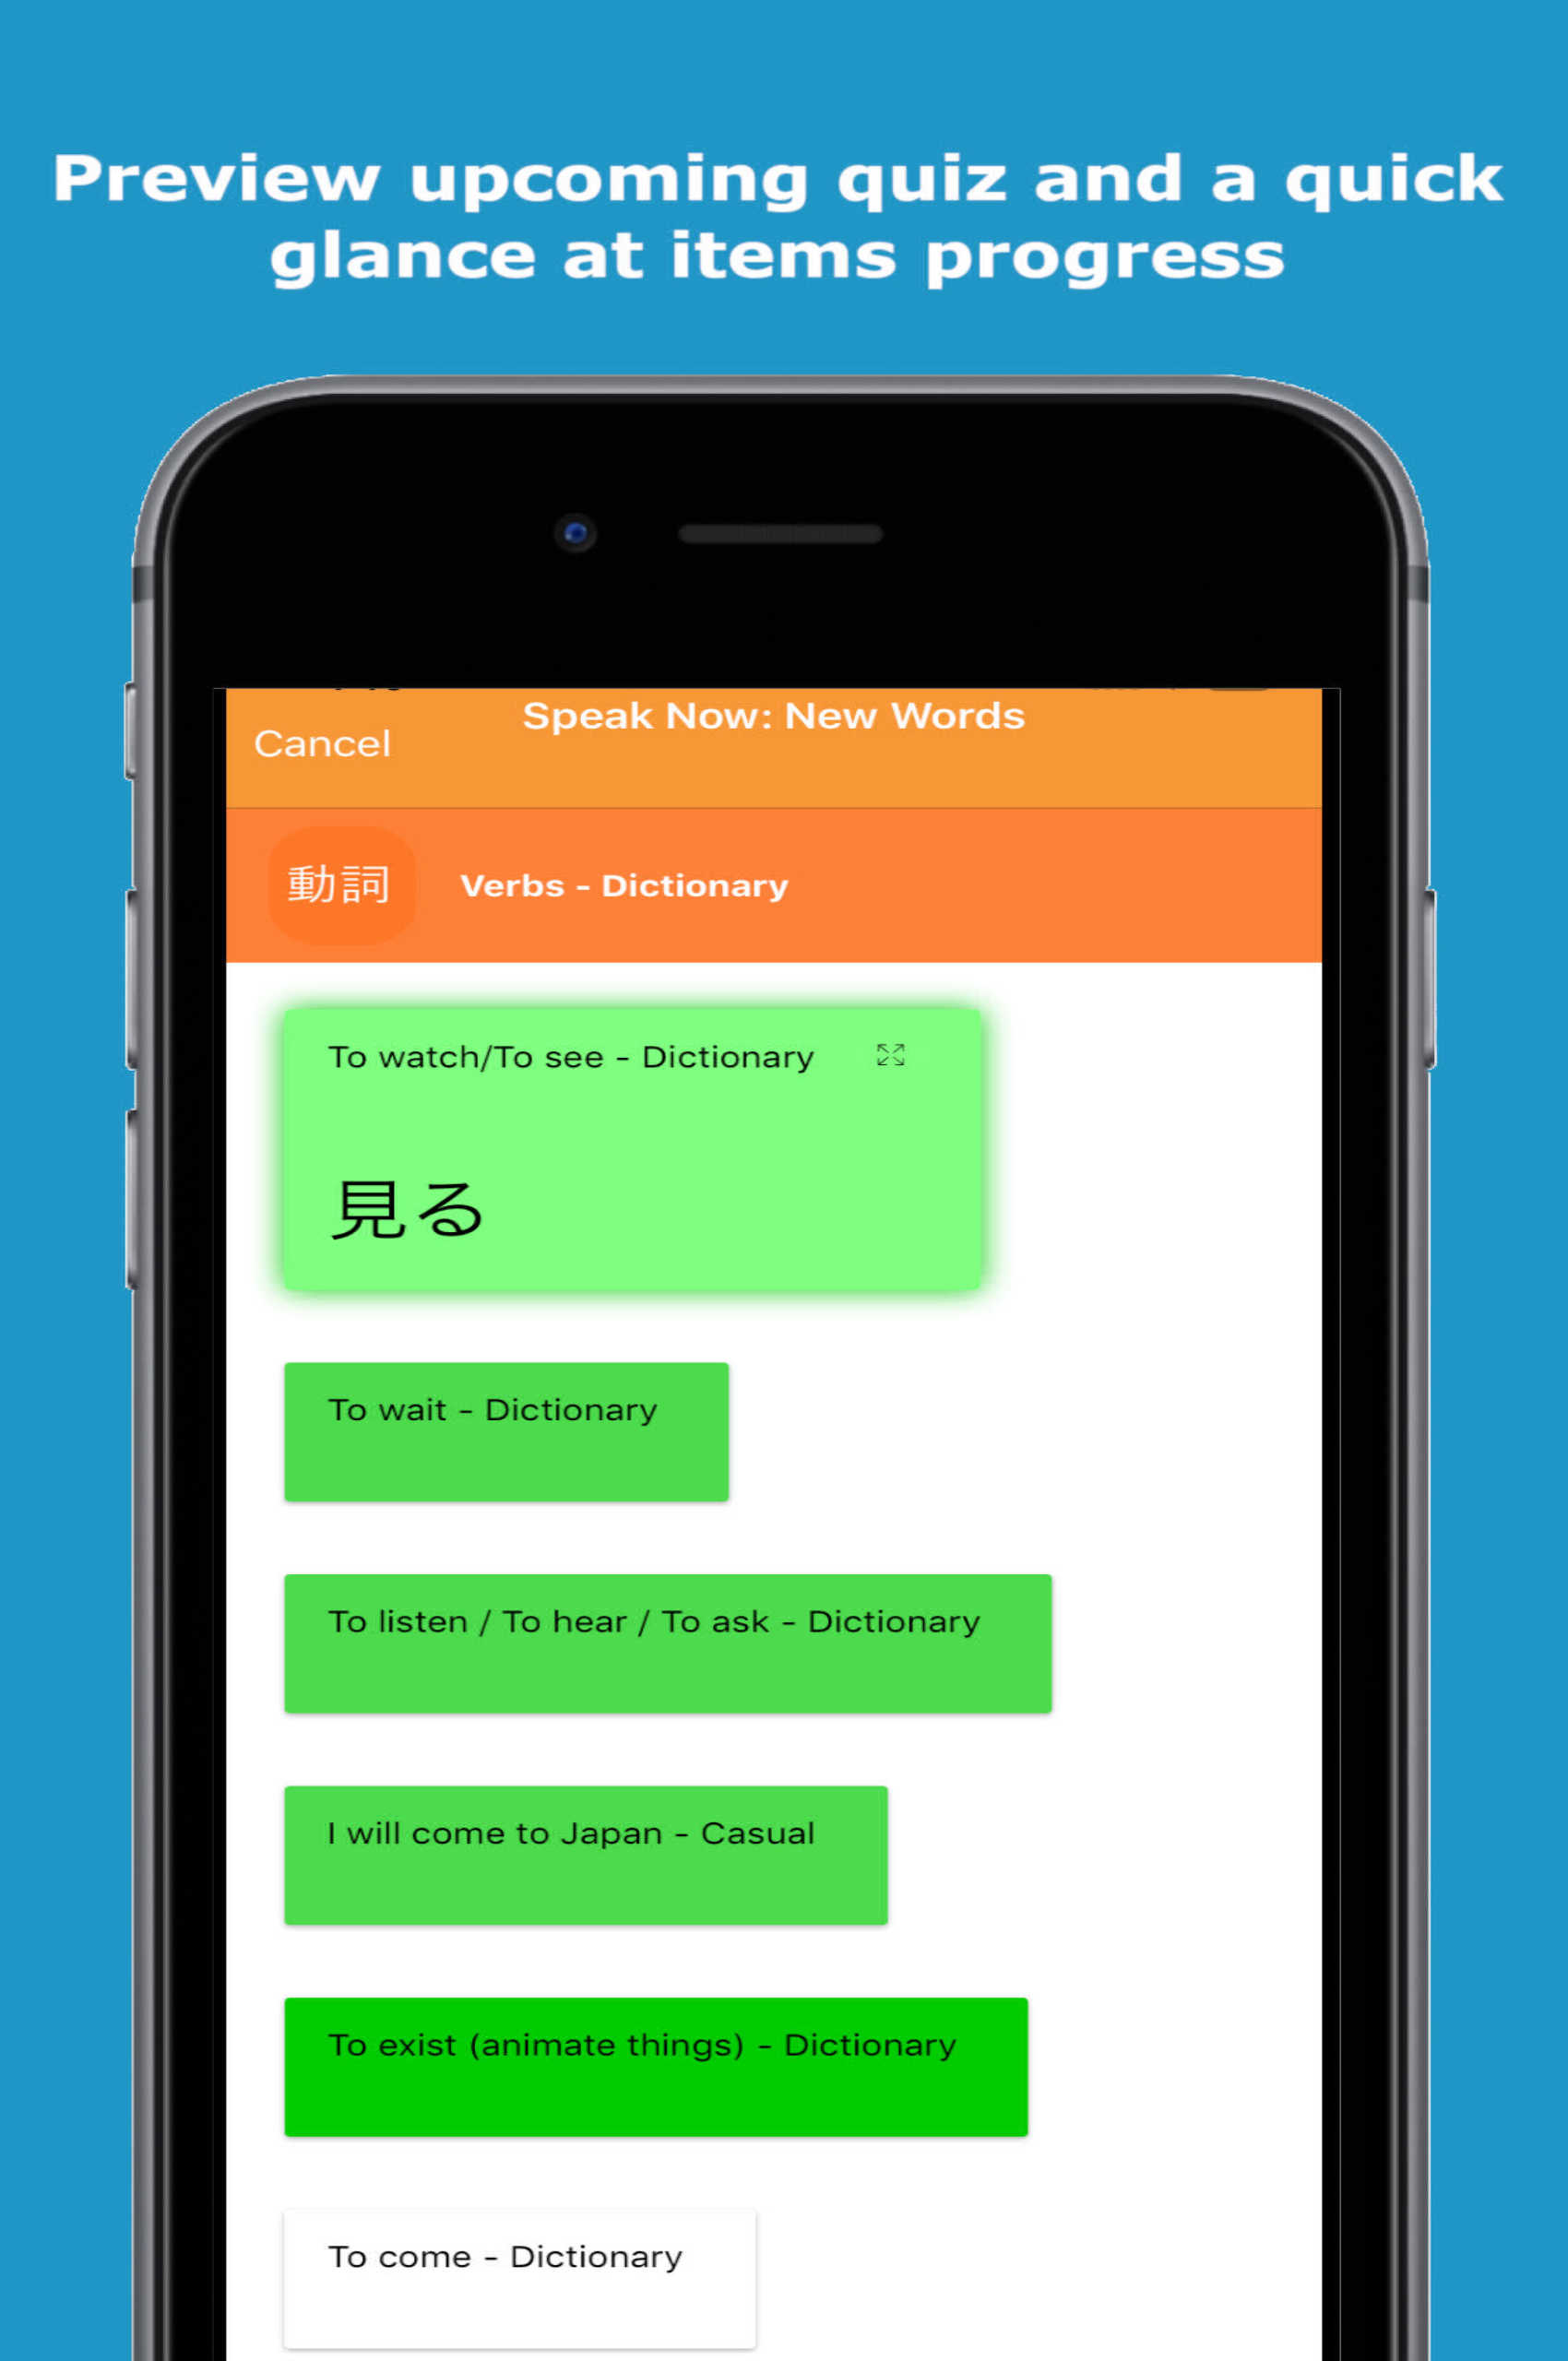 Preview upcoming quiz and a quick
glance at items progress
Speak Now: New Words
Cancel
動詞
Verbs - Dictionary
To watch/To see - Dictionary
見る
To wait - Dictionary
To listen / To hear / To ask - Dictionary
I will come to Japan - Casual
To exist (animate things) - Dictionary
To come - Dictionary